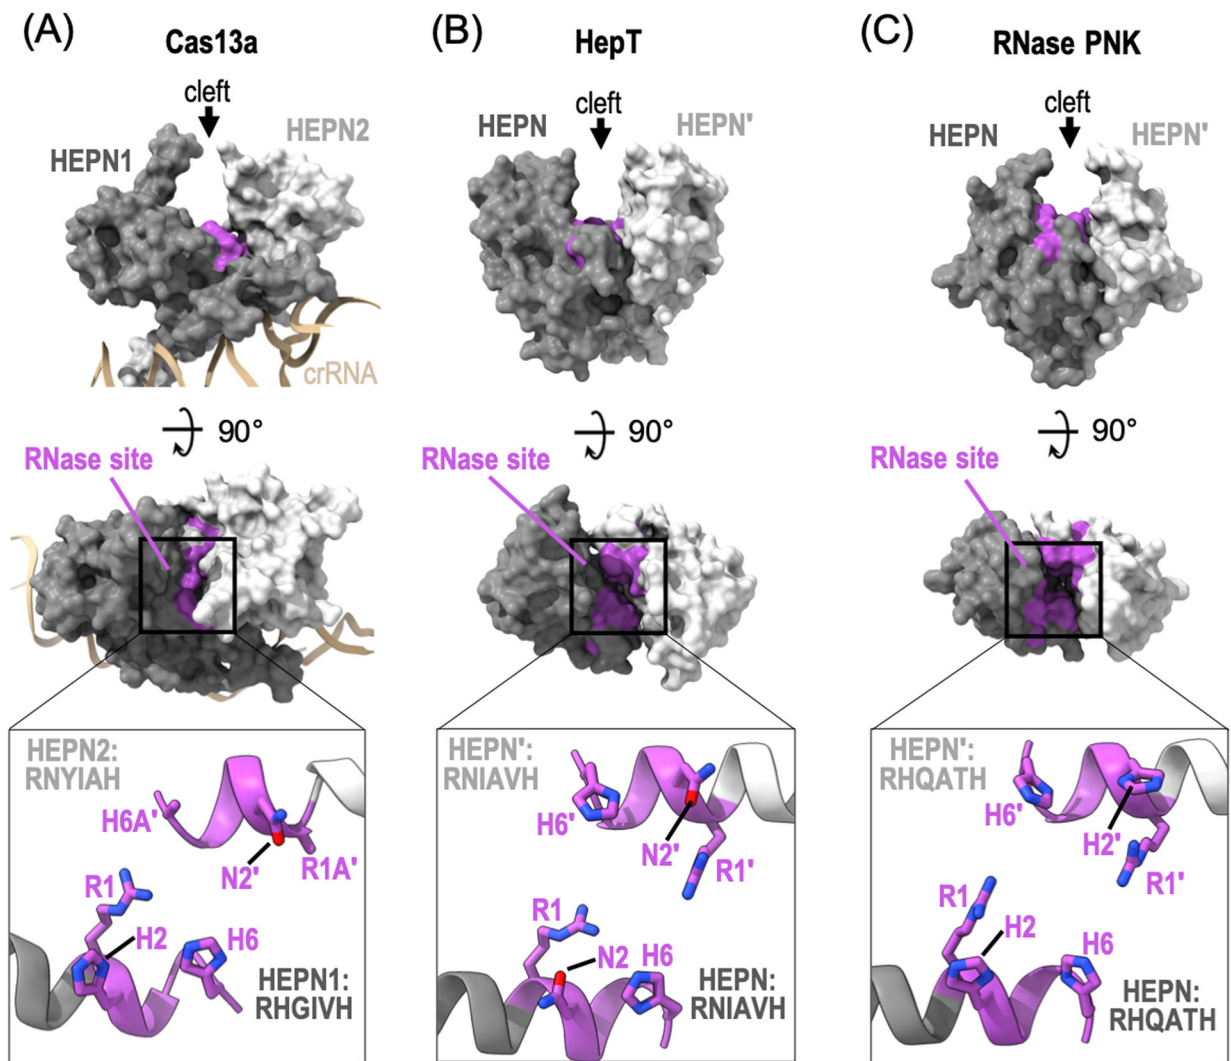 (A)
Cas13a
cleft
HEPN1
HEPN2
crRNA
90°
RNase site
HEPN2:
RNYIAH
H6A'
N2'
R1A'
R1
H2
H6
HEPN1:
RHGIVH
(B)
HepT
cleft
HEPN
HEPN'
90°
RNase site
HEPN':
RNIAVH
H6'
N2'
R1'
R1
N2
H6
HEPN:
RNIAVH
(C)
RNase PNK
cleft
HEPN
HEPN'
90°
RNase site
HEPN':
RHQATH
H6'
H2'
R1'
R1
H2
H6
HEPN:
RHQATH